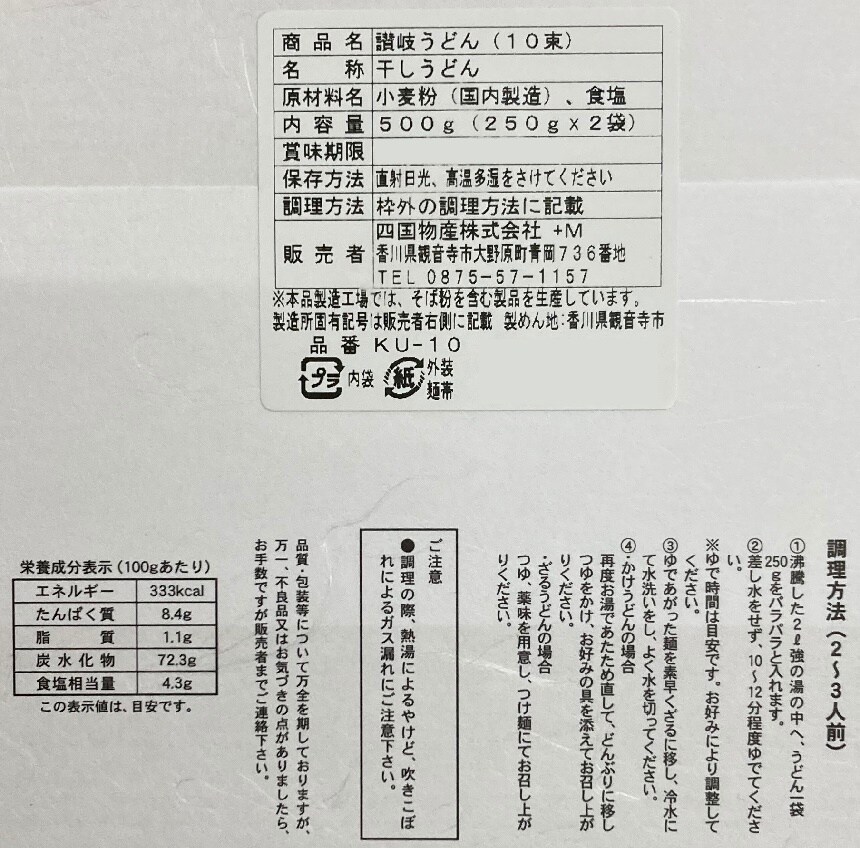 商品名 讃岐うどん（10束）
名称 干しうどん
原材料名 小麦粉（国内製造）、食塩
内容量 500g（250g×2袋）
賞味期限
保存方法 直射日光、高温多湿をさけてください
調理方法 枠外の調理方法に記載
販売者 四国物産株式会社 +M
香川県観音寺市大野原町青岡736番地
TEL 0875-57-1157
※本品製造工場では、そば粉を含む製品を生産しています。
製造所固有記号は販売者右側に記載 製めん地:香川県観音寺市
品番 KU-10
プラ 内袋 紙 外装
麺帯
調理方法（2～3人前）
①沸騰した2ℓ強の湯の中へ、うどん一袋
250gをバラバラと入れます。
②差し水をせず、10～12分程度ゆでてくださ
い。
※ゆで時間は目安です。お好みにより調整して
ください。
③ゆであがった麺を素早くざるに移し、冷水に
て水洗いをし、よく水を切ってください。
④・かけうどんの場合
再度お湯であたため直して、どんぶりに移し
つゆをかけ、お好みの具を添えてお召し上が
りください。
・ざるうどんの場合
つゆ、薬味を用意し、つけ麺にてお召し上が
りください。
ご注意
●調理の際、熱湯によるやけど、吹きこぼ
れによるガス漏れにご注意下さい。
品質・包装等について万全を期しておりますが、
万一、不良品又はお気づきの点がありましたら、
お手数ですが販売者までご連絡下さい。
栄養成分表示（100gあたり）
エネルギー 333kcal
たんぱく質 8.4g
脂質 1.1g
炭水化物 72.3g
食塩相当量 4.3g
この表示値は、目安です。